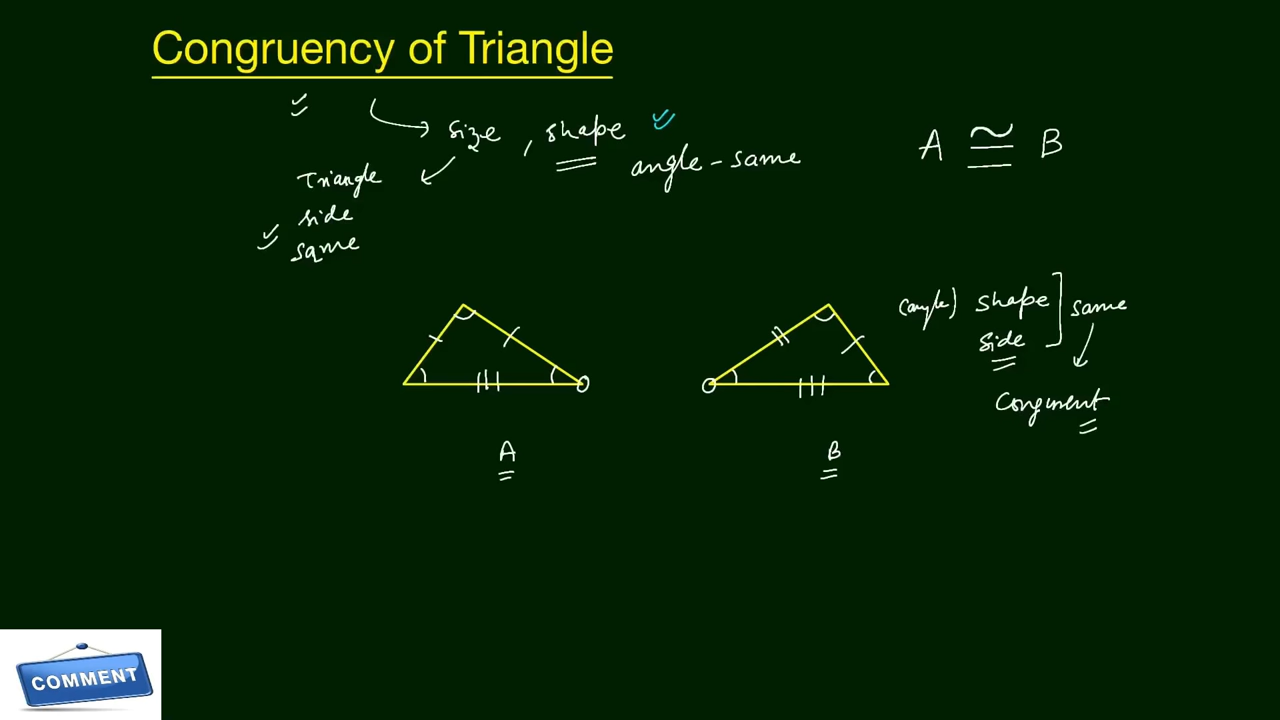 Congruency of Triangle
size, shape
angle - same
Triangle
side
same
A ≅ B
(angle) shape
side
same
Congruent
A
B
COMMENT